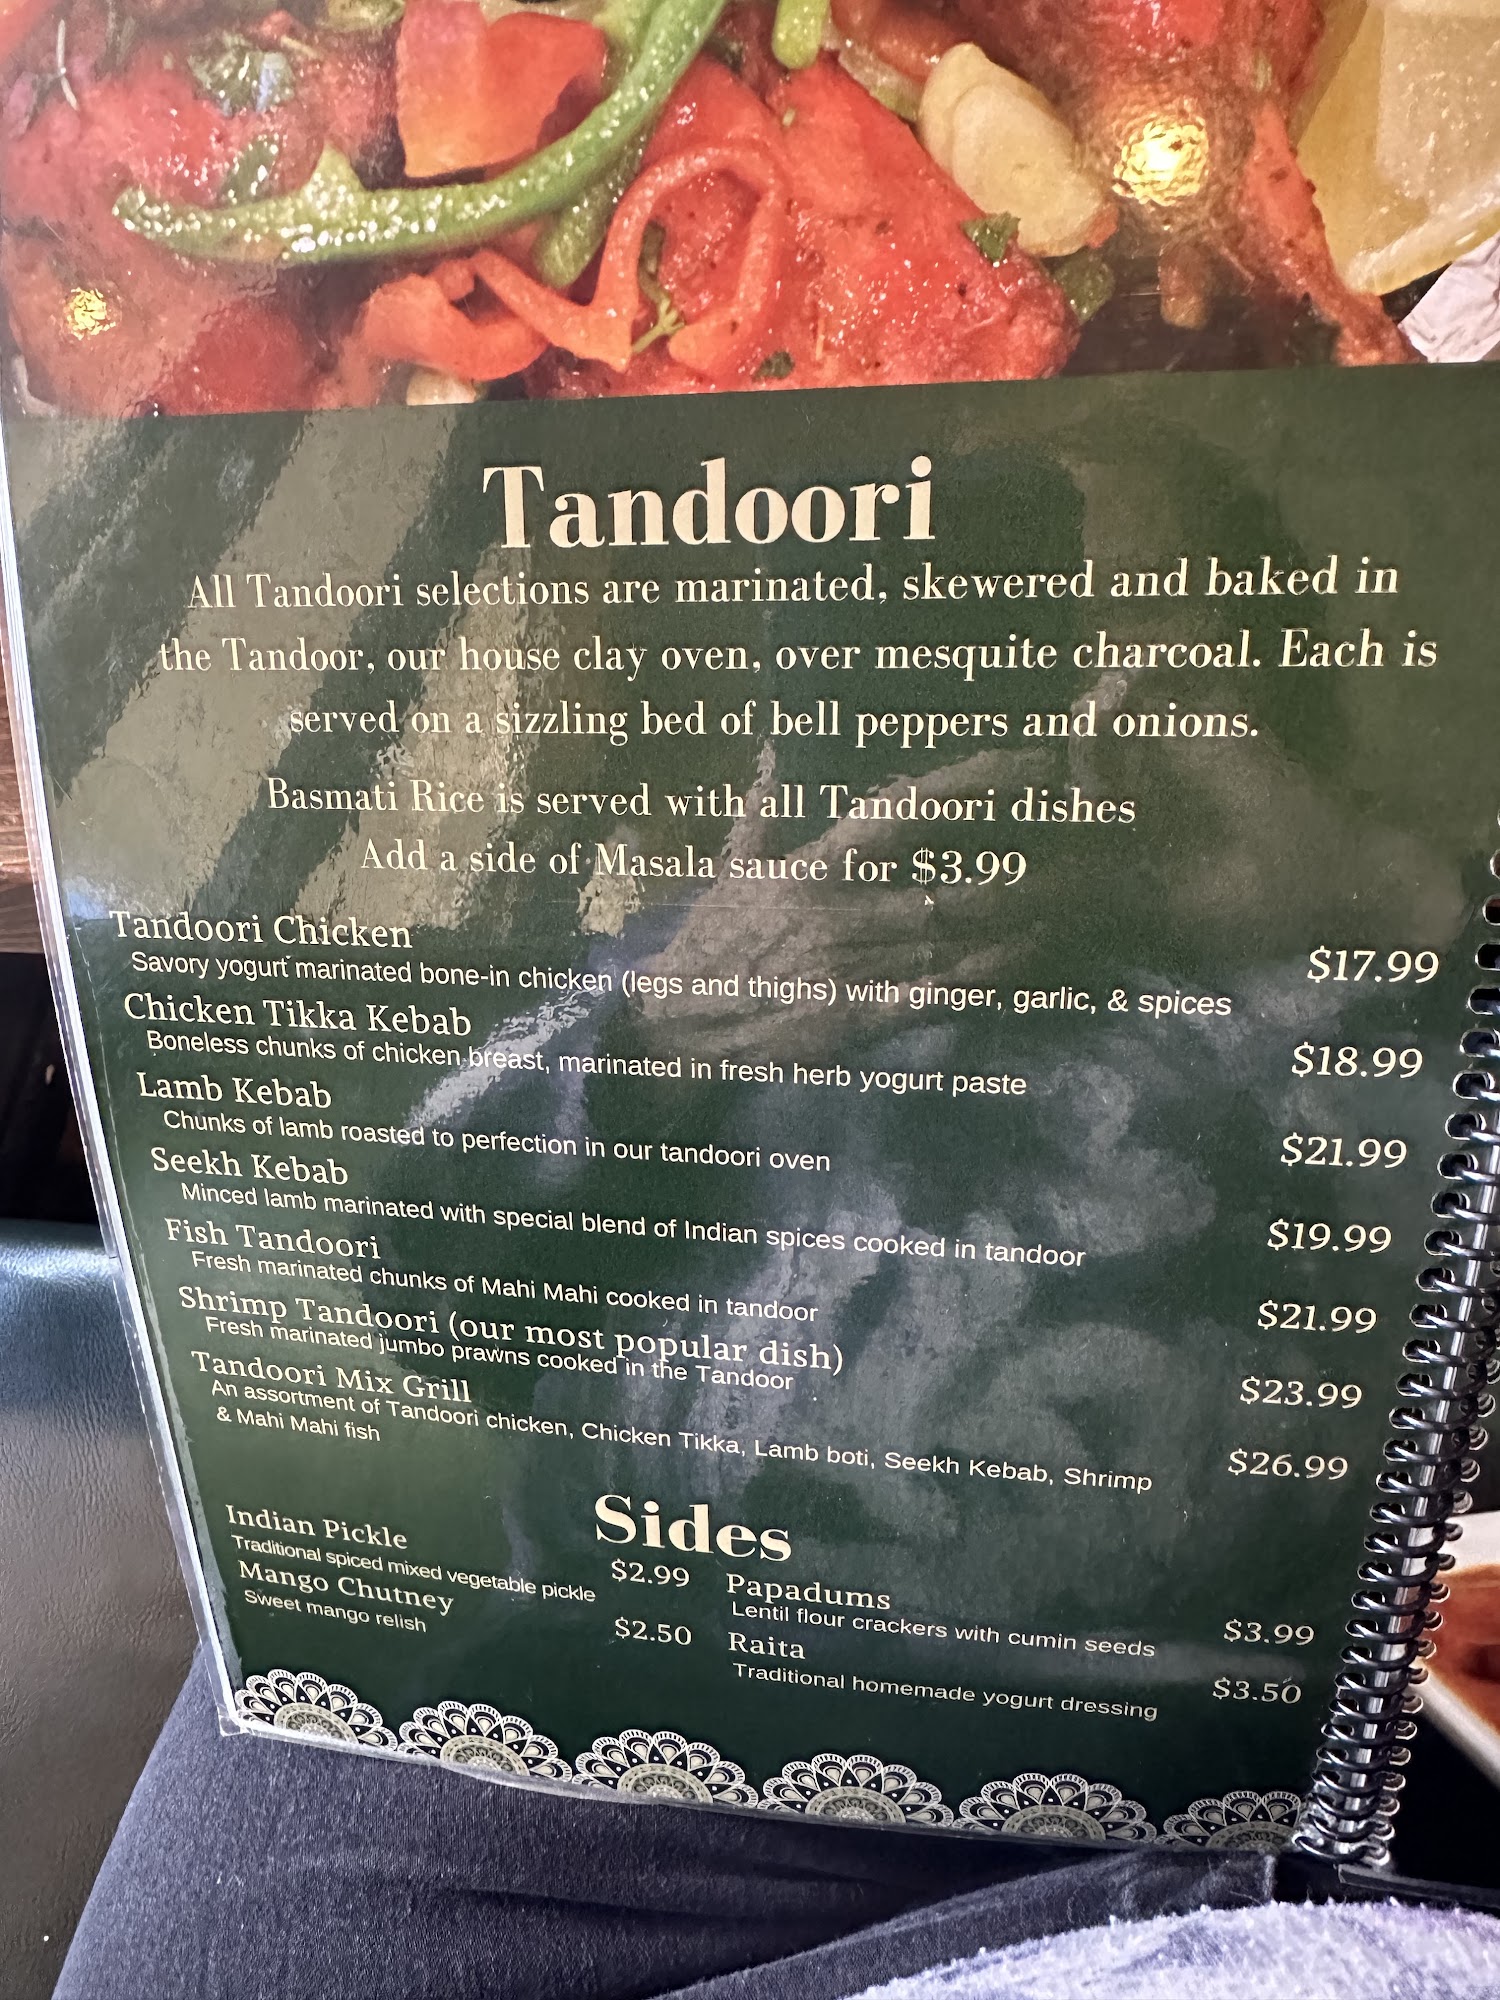 Tandoori
All Tandoori selections are marinated, skewered and baked in
the Tandoor, our house clay oven, over mesquite charcoal. Each is
served on a sizzling bed of bell peppers and onions.
Basmati Rice is served with all Tandoori dishes
Add a side of Masala sauce for $3.99
Tandoori Chicken $17.99
Savory yogurt marinated bone-in chicken (legs and thighs) with ginger, garlic, & spices
Chicken Tikka Kebab $18.99
Boneless chunks of chicken breast, marinated in fresh herb yogurt paste
Lamb Kebab $21.99
Chunks of lamb roasted to perfection in our tandoori oven
Seekh Kebab $19.99
Minced lamb marinated with special blend of Indian spices cooked in tandoor
Fish Tandoori $21.99
Fresh marinated chunks of Mahi Mahi cooked in tandoor
Shrimp Tandoori (our most popular dish) $23.99
Fresh marinated jumbo prawns cooked in the Tandoor
Tandoori Mix Grill $26.99
An assortment of Tandoori chicken, Chicken Tikka, Lamb boti, Seekh Kebab, Shrimp
& Mahi Mahi fish
Sides
Indian Pickle $2.99
Traditional spiced mixed vegetable pickle
Mango Chutney $2.50
Sweet mango relish
Papadums $3.99
Lentil flour crackers with cumin seeds
Raita $3.50
Traditional homemade yogurt dressing